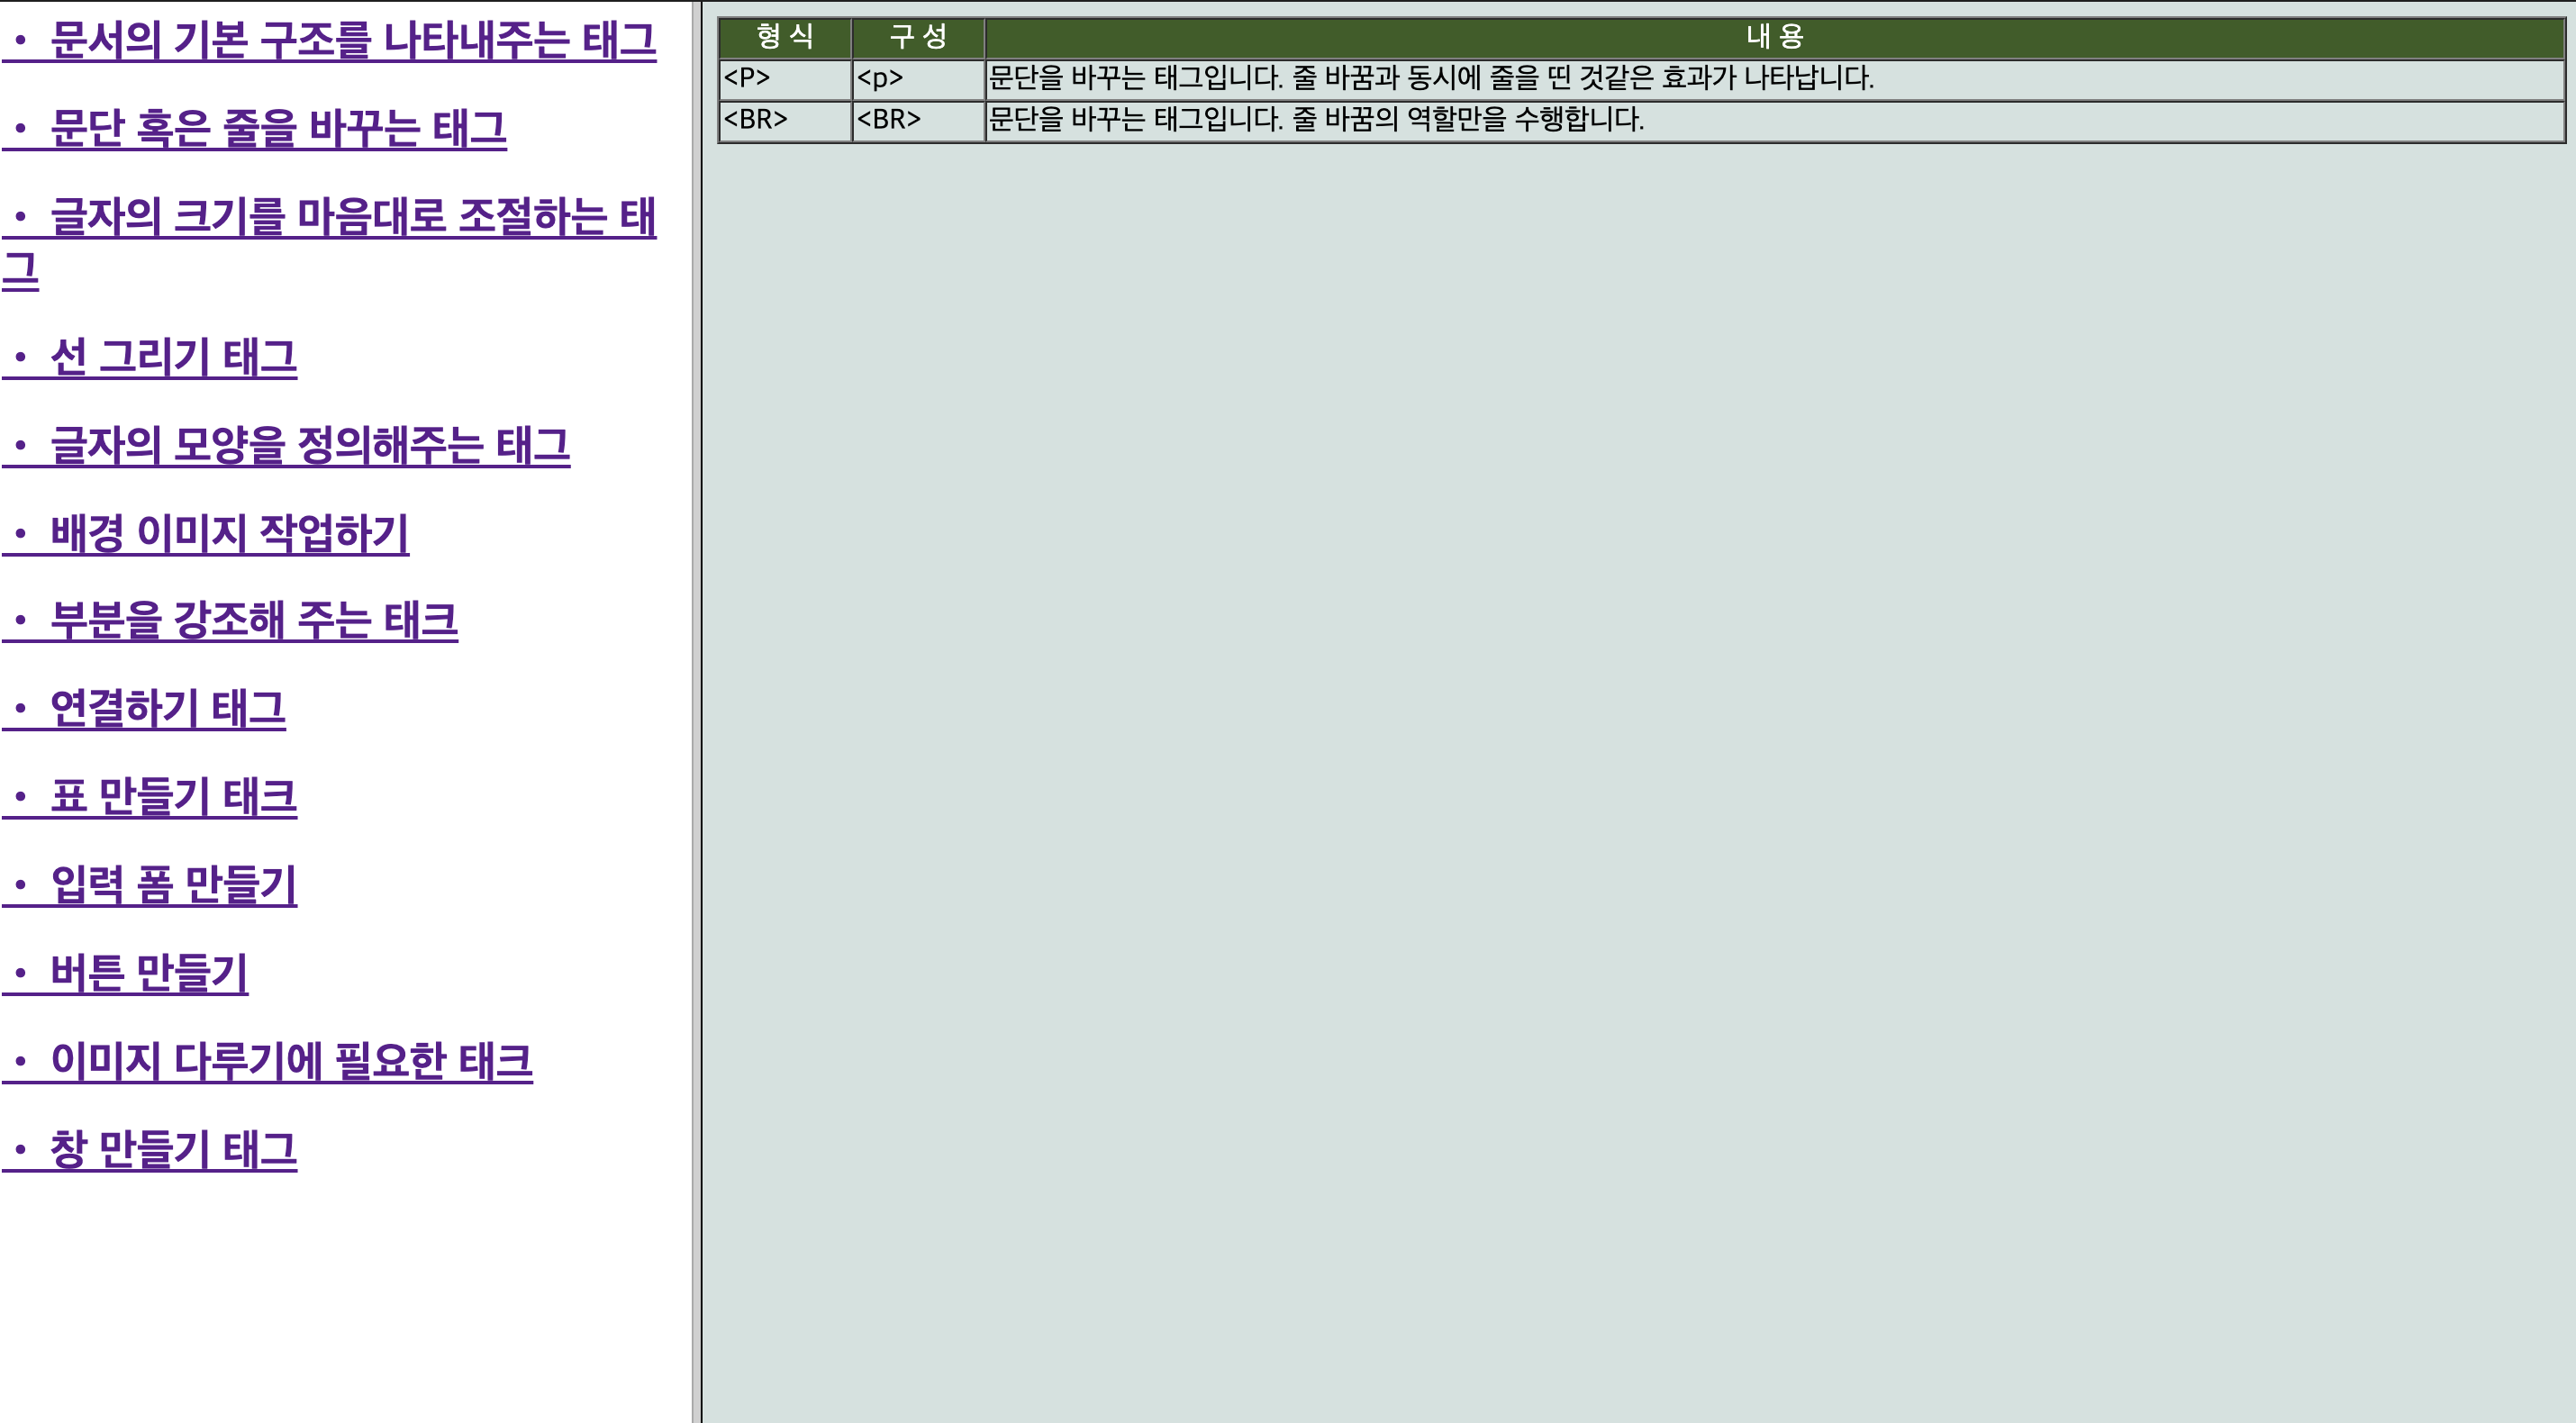 · 문서의 기본 구조를 나타내주는 태그
· 문단 혹은 줄을 바꾸는 태그
· 글자의 크기를 마음대로 조절하는 태
그
· 선 그리기 태그
· 글자의 모양을 정의해주는 태그
· 배경 이미지 작업하기
· 부분을 강조해 주는 태크
· 연결하기 태그
· 표 만들기 태크
· 입력 폼 만들기
· 버튼 만들기
· 이미지 다루기에 필요한 태크
· 창 만들기 태그
형 식 구 성 내 용
<P> <p> 문단을 바꾸는 태그입니다. 줄 바꿈과 동시에 줄을 띤 것같은 효과가 나타납니다.
<BR> <BR> 문단을 바꾸는 태그입니다. 줄 바꿈의 역할만을 수행합니다.